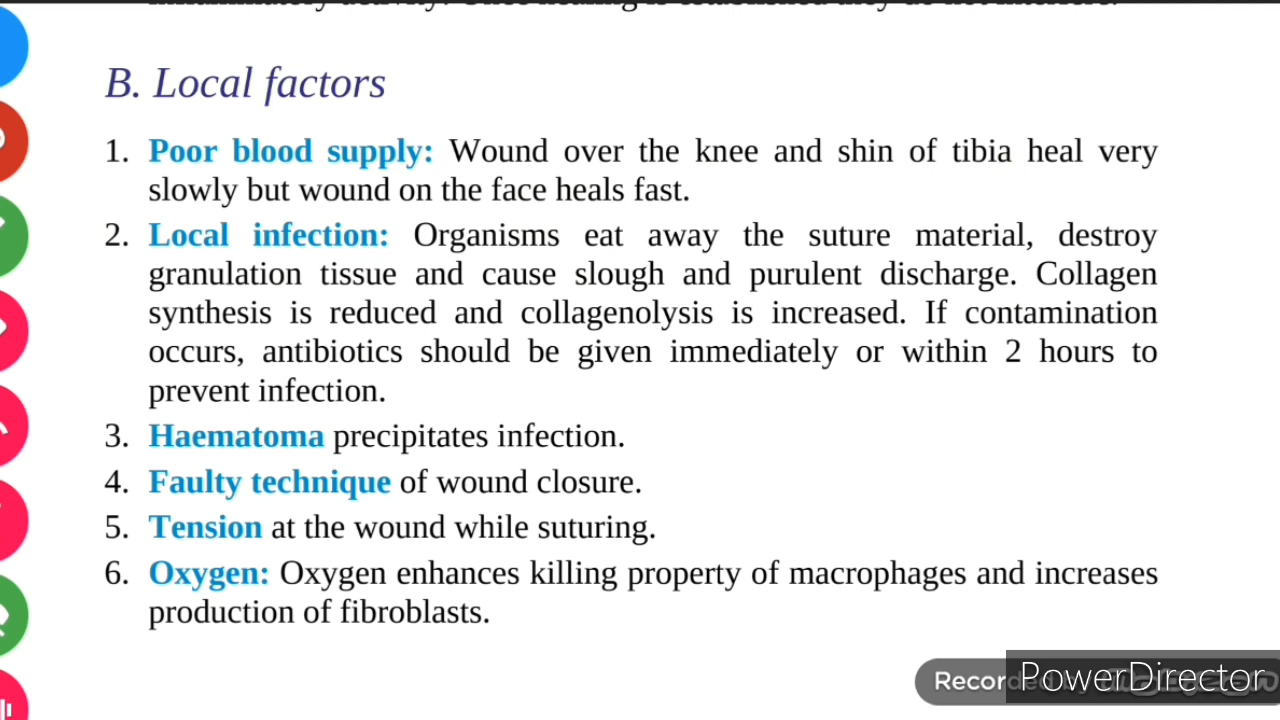 B. Local factors
1. Poor blood supply: Wound over the knee and shin of tibia heal very
slowly but wound on the face heals fast.
2. Local infection: Organisms eat away the suture material, destroy
granulation tissue and cause slough and purulent discharge. Collagen
synthesis is reduced and collagenolysis is increased. If contamination
occurs, antibiotics should be given immediately or within 2 hours to
prevent infection.
3. Haematoma precipitates infection.
4. Faulty technique of wound closure.
5. Tension at the wound while suturing.
6. Oxygen: Oxygen enhances killing property of macrophages and increases
production of fibroblasts.
Recorded
PowerDirector